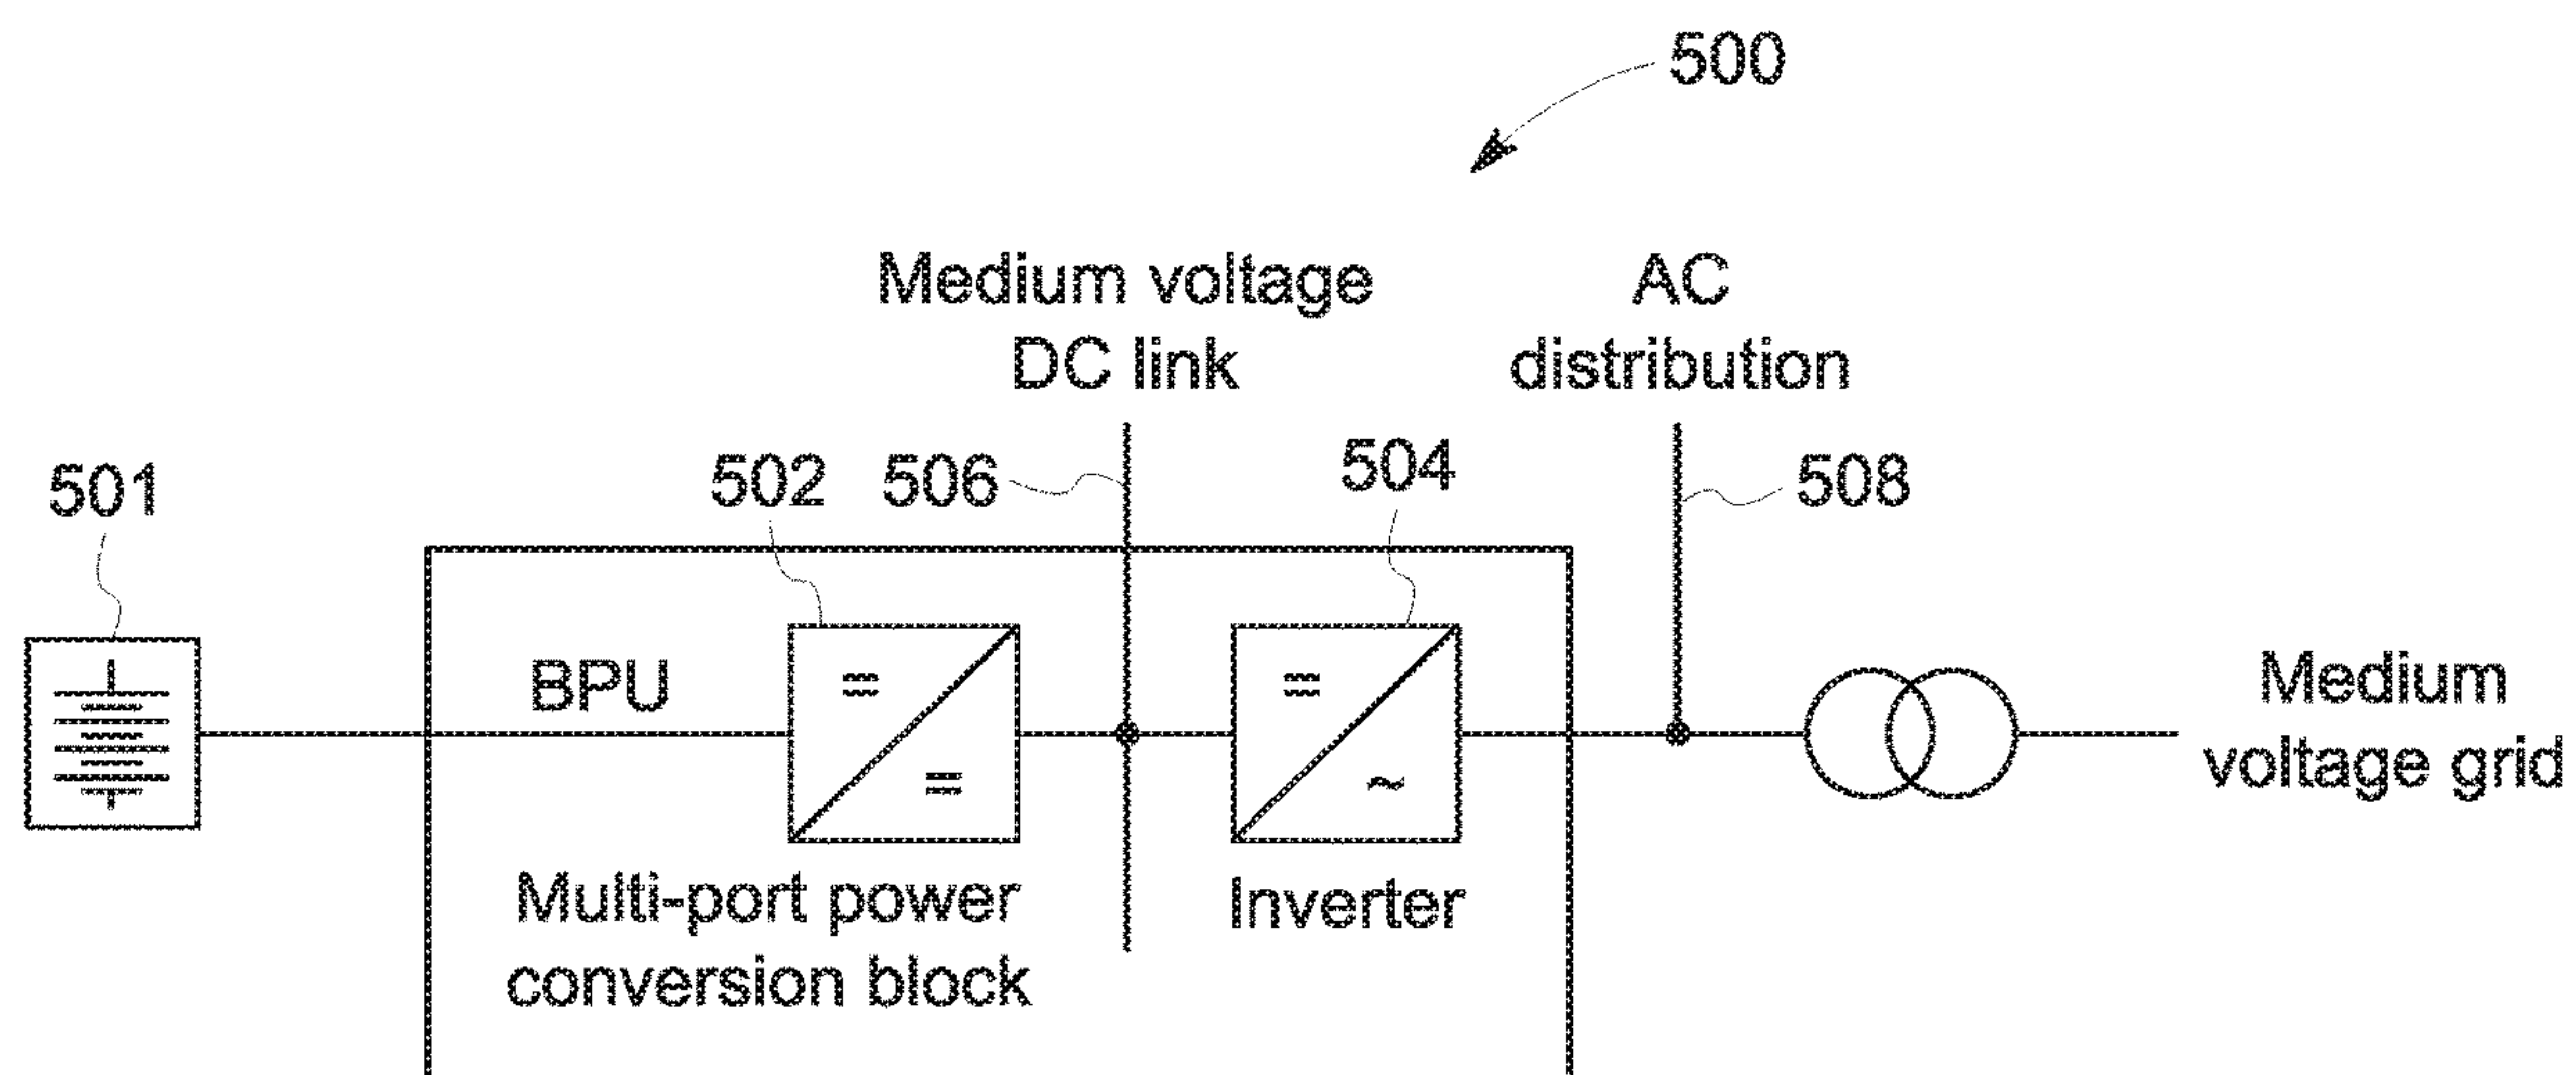 500
Medium voltage
DC link
AC
distribution
501
502
506
504
508
BPU
Multi-port power
conversion block
Inverter
Medium
voltage grid